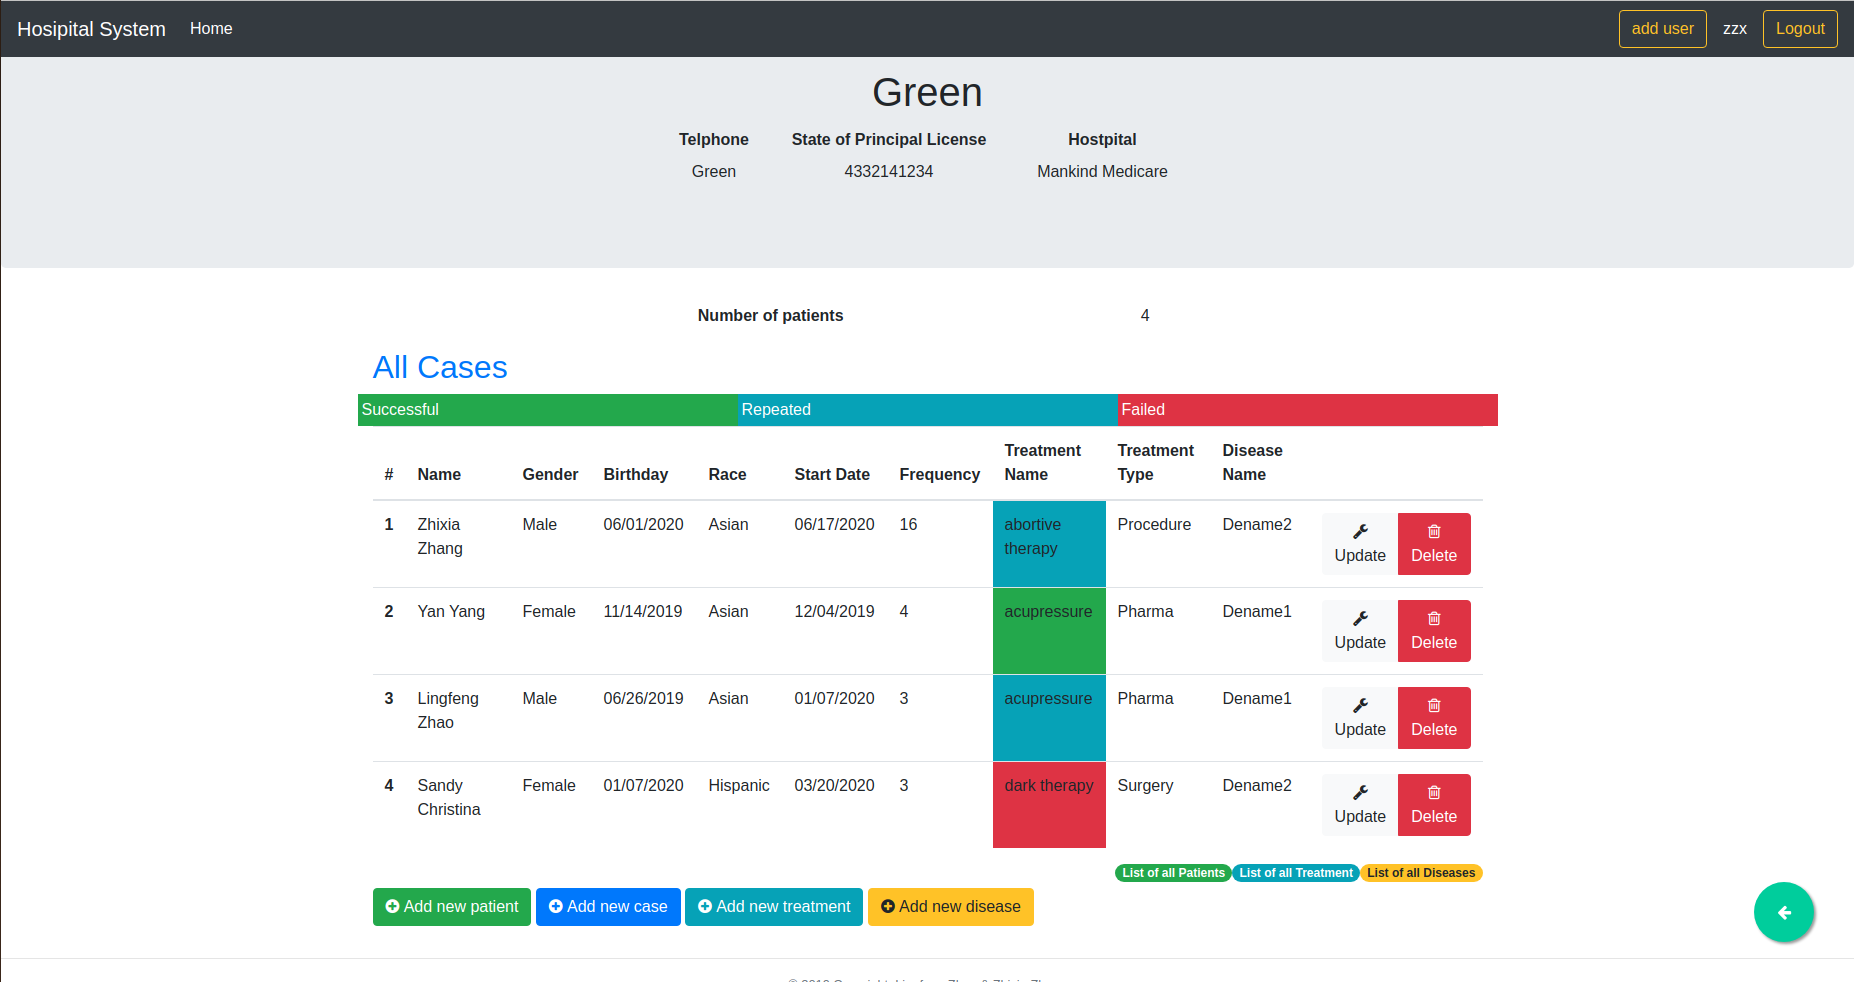 Hosipital System Home add user zzx Logout
Green
Telphone State of Principal License Hostpital
Green 4332141234 Mankind Medicare
Number of patients 4
All Cases
Successful Repeated Failed
# Name Gender Birthday Race Start Date Frequency Treatment Name Treatment Type Disease Name
1 Zhixia Zhang Male 06/01/2020 Asian 06/17/2020 16 abortive therapy Procedure Dename2 Update Delete
2 Yan Yang Female 11/14/2019 Asian 12/04/2019 4 acupressure Pharma Dename1 Update Delete
3 Lingfeng Zhao Male 06/26/2019 Asian 01/07/2020 3 acupressure Pharma Dename1 Update Delete
4 Sandy Christina Female 01/07/2020 Hispanic 03/20/2020 3 dark therapy Surgery Dename2 Update Delete
List of all Patients List of all Treatment List of all Diseases
Add new patient Add new case Add new treatment Add new disease